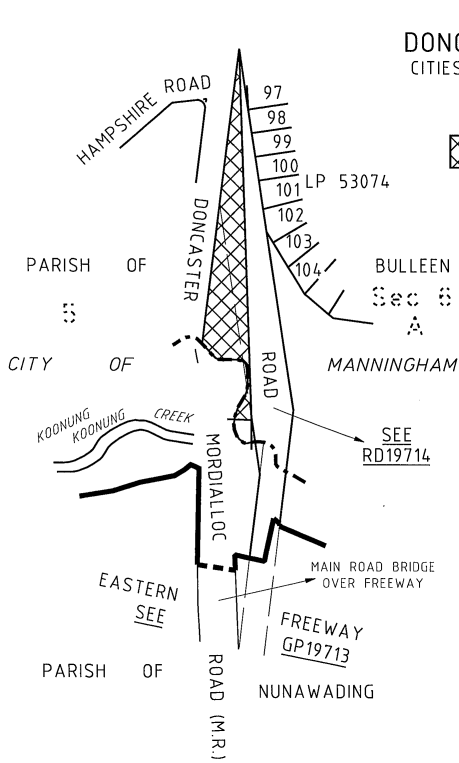 DONC
CITIES
HAMPSHIRE ROAD
97
98
99
100
101
102
103
104
LP 53074
DONCASTER
PARISH OF
BULLEEN
5
Sec 6
A
CITY OF
MANNINGHAM
ROAD
KOONUNG KOONUNG CREEK
SEE
RD19714
MORDIALLOC
MAIN ROAD BRIDGE
OVER FREEWAY
EASTERN
SEE
FREEWAY
GP19713
PARISH OF
NUNAWADING
ROAD (M.R.)